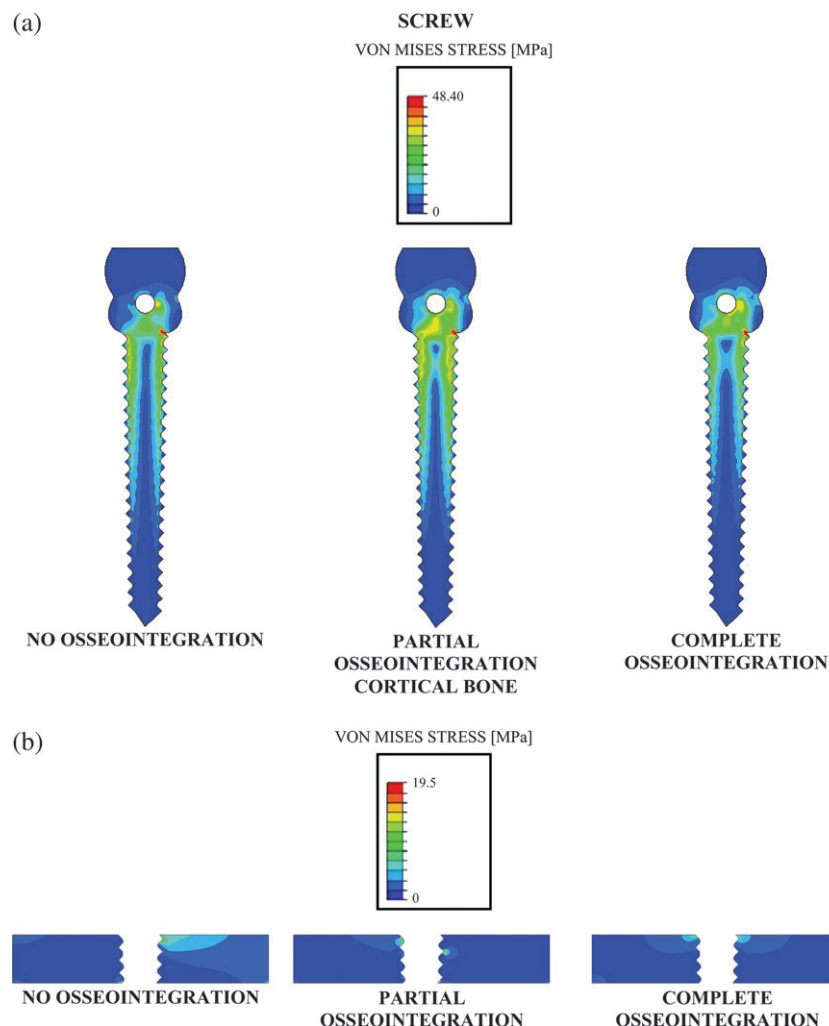 (a)
SCREW
VON MISES STRESS [MPa]
48.40
0
NO OSSEOINTEGRATION
PARTIAL
OSSEOINTEGRATION
CORTICAL BONE
COMPLETE
OSSEOINTEGRATION
(b)
VON MISES STRESS [MPa]
19.5
0
NO OSSEOINTEGRATION
PARTIAL
OSSEOINTEGRATION
COMPLETE
OSSEOINTEGRATION